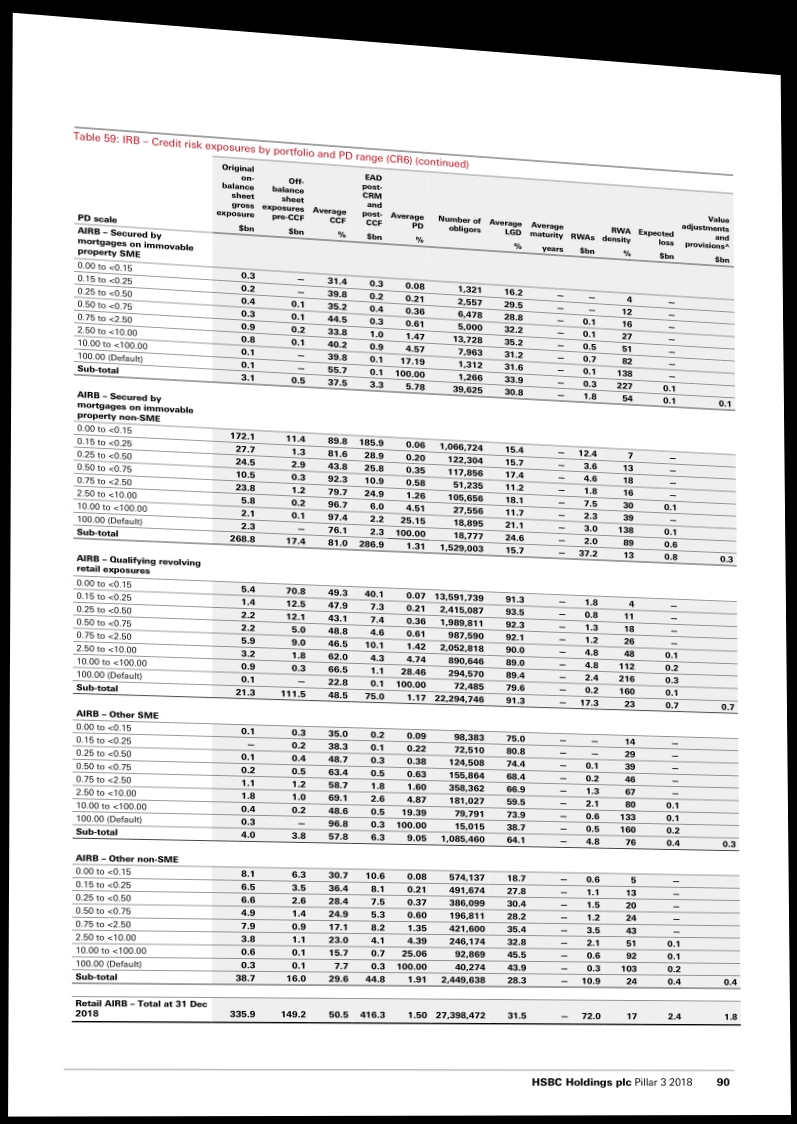 Table 59: IRB – Credit risk exposures by portfolio and PD range (CR6) (continued)
PD scale Original on-balance sheet gross exposure Off-balance sheet exposures pre-CCF Average CCF EAD post-CRM and post-CCF Average PD Number of obligors Average LGD Average maturity RWAs RWA density Expected loss Value adjustments and provisions^
$bn $bn % $bn % % years $bn % $bn $bn
AIRB – Secured by
mortgages on immovable
property SME
0.00 to <0.15 0.3 – 31.4 0.3 0.08 1,321 16.2 – – 4 –
0.15 to <0.25 0.2 – 39.8 0.2 0.21 2,557 29.5 – – 12 –
0.25 to <0.50 0.4 0.1 35.2 0.4 0.36 6,478 28.8 – 0.1 16 –
0.50 to <0.75 0.3 0.1 44.5 0.3 0.61 5,000 32.2 – 0.1 27 –
0.75 to <2.50 0.9 0.2 33.8 1.0 1.47 13,728 35.2 – 0.5 51 –
2.50 to <10.00 0.8 0.1 40.2 0.9 4.57 7,963 31.2 – 0.7 82 –
10.00 to <100.00 0.1 – 39.8 0.1 17.19 1,312 31.6 – 0.1 138 –
100.00 (Default) 0.1 – 55.7 0.1 100.00 1,266 33.9 – 0.3 227 0.1
Sub-total 3.1 0.5 37.5 3.3 5.78 39,625 30.8 – 1.8 54 0.1 0.1
AIRB – Secured by
mortgages on immovable
property non-SME
0.00 to <0.15 172.1 11.4 89.8 185.9 0.06 1,066,724 15.4 – 12.4 7 –
0.15 to <0.25 27.7 1.3 81.6 28.9 0.20 122,304 15.7 – 3.6 13 –
0.25 to <0.50 24.5 2.9 43.8 25.8 0.35 117,856 17.4 – 4.6 18 –
0.50 to <0.75 10.5 0.3 92.3 10.9 0.58 51,235 11.2 – 1.8 16 –
0.75 to <2.50 23.8 1.2 79.7 24.9 1.26 105,656 18.1 – 7.5 30 0.1
2.50 to <10.00 5.8 0.2 96.7 6.0 4.51 27,556 11.7 – 2.3 39 –
10.00 to <100.00 2.1 0.1 97.4 2.2 25.15 18,895 21.1 – 3.0 138 0.1
100.00 (Default) 2.3 – 76.1 2.3 100.00 18,777 24.6 – 2.0 89 0.6
Sub-total 268.8 17.4 81.0 286.9 1.31 1,529,003 15.7 – 37.2 13 0.8 0.3
AIRB – Qualifying revolving
retail exposures
0.00 to <0.15 5.4 70.8 49.3 40.1 0.07 13,591,739 91.3 – 1.8 4 –
0.15 to <0.25 1.4 12.5 47.9 7.3 0.21 2,415,087 93.5 – 0.8 11 –
0.25 to <0.50 2.2 12.1 43.1 7.4 0.36 1,989,811 92.3 – 1.3 18 –
0.50 to <0.75 2.2 5.0 48.8 4.6 0.61 987,590 92.1 – 1.2 26 –
0.75 to <2.50 5.9 9.0 46.5 10.1 1.42 2,052,818 90.0 – 4.8 48 0.1
2.50 to <10.00 3.2 1.8 62.0 4.3 4.74 890,646 89.0 – 4.8 112 0.2
10.00 to <100.00 0.9 0.3 66.5 1.1 28.46 294,570 89.4 – 2.4 216 0.3
100.00 (Default) 0.1 – 22.8 0.1 100.00 72,485 79.6 – 0.2 160 0.1
Sub-total 21.3 111.5 48.5 75.0 1.17 22,294,746 91.3 – 17.3 23 0.7 0.7
AIRB – Other SME
0.00 to <0.15 0.1 0.3 35.0 0.2 0.09 98,383 75.0 – – 14 –
0.15 to <0.25 – 0.2 38.3 0.1 0.22 72,510 80.8 – – 29 –
0.25 to <0.50 0.1 0.4 48.7 0.3 0.38 124,508 74.4 – 0.1 39 –
0.50 to <0.75 0.2 0.5 63.4 0.5 0.63 155,864 68.4 – 0.2 46 –
0.75 to <2.50 1.1 1.2 58.7 1.8 1.60 358,362 66.9 – 1.3 67 –
2.50 to <10.00 1.8 1.0 69.1 2.6 4.87 181,027 59.5 – 2.1 80 0.1
10.00 to <100.00 0.4 0.2 48.6 0.5 19.39 79,791 73.9 – 0.6 133 0.1
100.00 (Default) 0.3 – 96.8 0.3 100.00 15,015 38.7 – 0.5 160 0.2
Sub-total 4.0 3.8 57.8 6.3 9.05 1,085,460 64.1 – 4.8 76 0.4 0.3
AIRB – Other non-SME
0.00 to <0.15 8.1 6.3 30.7 10.6 0.08 574,137 18.7 – 0.6 5 –
0.15 to <0.25 6.5 3.5 36.4 8.1 0.21 491,674 27.8 – 1.1 13 –
0.25 to <0.50 6.6 2.6 28.4 7.5 0.37 386,099 30.4 – 1.5 20 –
0.50 to <0.75 4.9 1.4 24.9 5.3 0.60 196,811 28.2 – 1.2 24 –
0.75 to <2.50 7.9 0.9 17.1 8.2 1.35 421,600 35.4 – 3.5 43 –
2.50 to <10.00 3.8 1.1 23.0 4.1 4.39 246,174 32.8 – 2.1 51 0.1
10.00 to <100.00 0.6 0.1 15.7 0.7 25.06 92,869 45.5 – 0.6 92 0.1
100.00 (Default) 0.3 0.1 7.7 0.3 100.00 40,274 43.9 – 0.3 103 0.2
Sub-total 38.7 16.0 29.6 44.8 1.91 2,449,638 28.3 – 10.9 24 0.4 0.4
Retail AIRB – Total at 31 Dec
2018 335.9 149.2 50.5 416.3 1.50 27,398,472 31.5 – 72.0 17 2.4 1.8
HSBC Holdings plc Pillar 3 2018 90